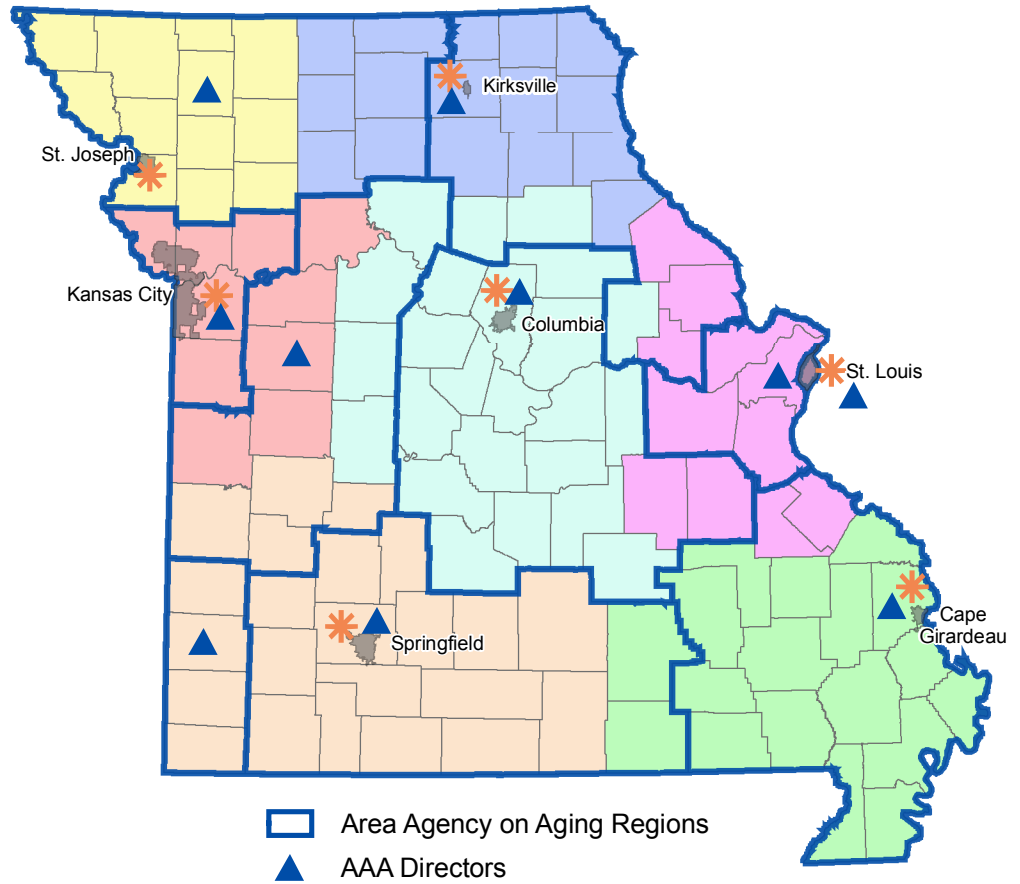 Kirksville
St. Joseph
Kansas City
Columbia
St. Louis
Cape
Girardeau
Springfield
Area Agency on Aging Regions
AAA Directors